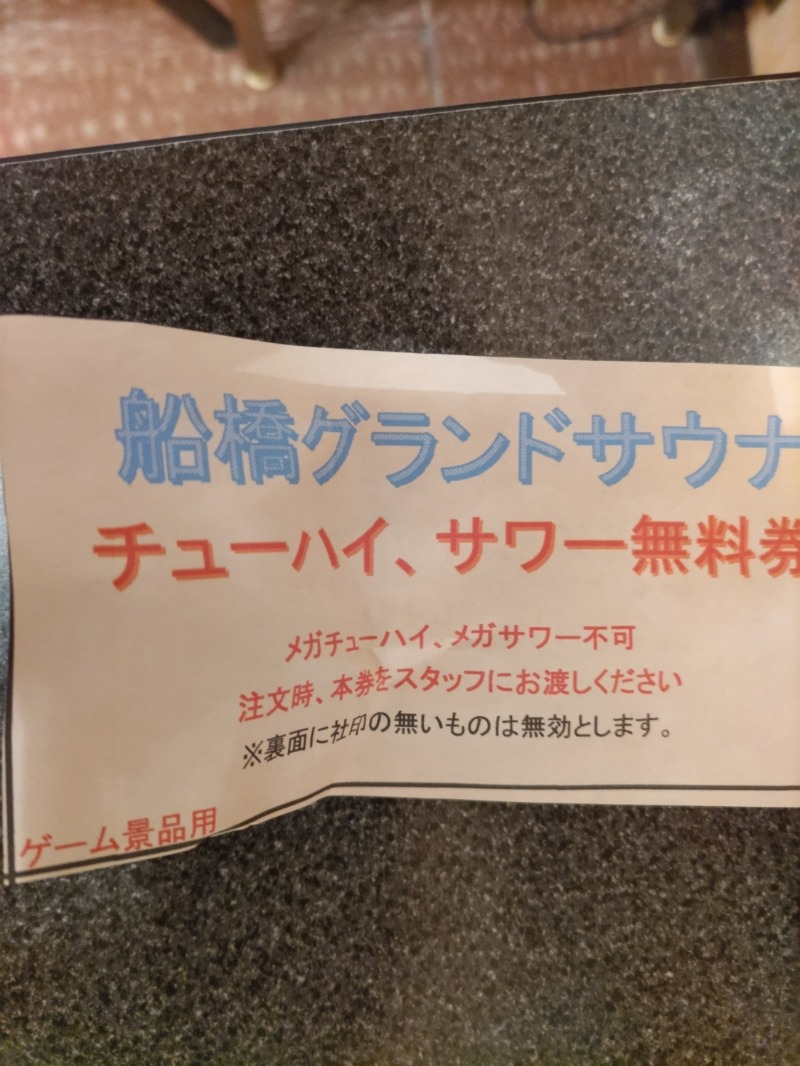 船橋グランドサウナ
チューハイ、サワー無料券
メガチューハイ、メガサワー不可
注文時、本券をスタッフにお渡しください
※裏面に社印の無いものは無効とします。
ゲーム景品用